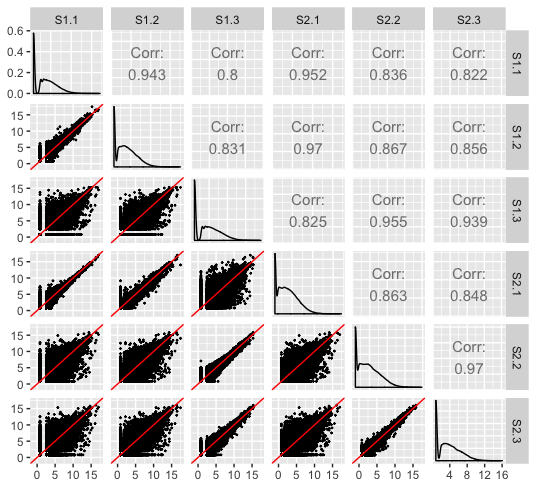 S1.1 S1.2 S1.3 S2.1 S2.2 S2.3
0.6
0.4
0.2
0.0
Corr:
0.943
Corr:
0.8
Corr:
0.952
Corr:
0.836
Corr:
0.822
S1.1
15
10
5
0
Corr:
0.831
Corr:
0.97
Corr:
0.867
Corr:
0.856
S1.2
15
10
5
0
Corr:
0.825
Corr:
0.955
Corr:
0.939
S1.3
15
10
5
0
Corr:
0.863
Corr:
0.848
S2.1
15
10
5
0
Corr:
0.97
S2.2
15
10
5
0
S2.3
0 5 10 15 0 5 10 15 0 5 10 15 0 5 10 15 0 5 10 15 4 8 12 16